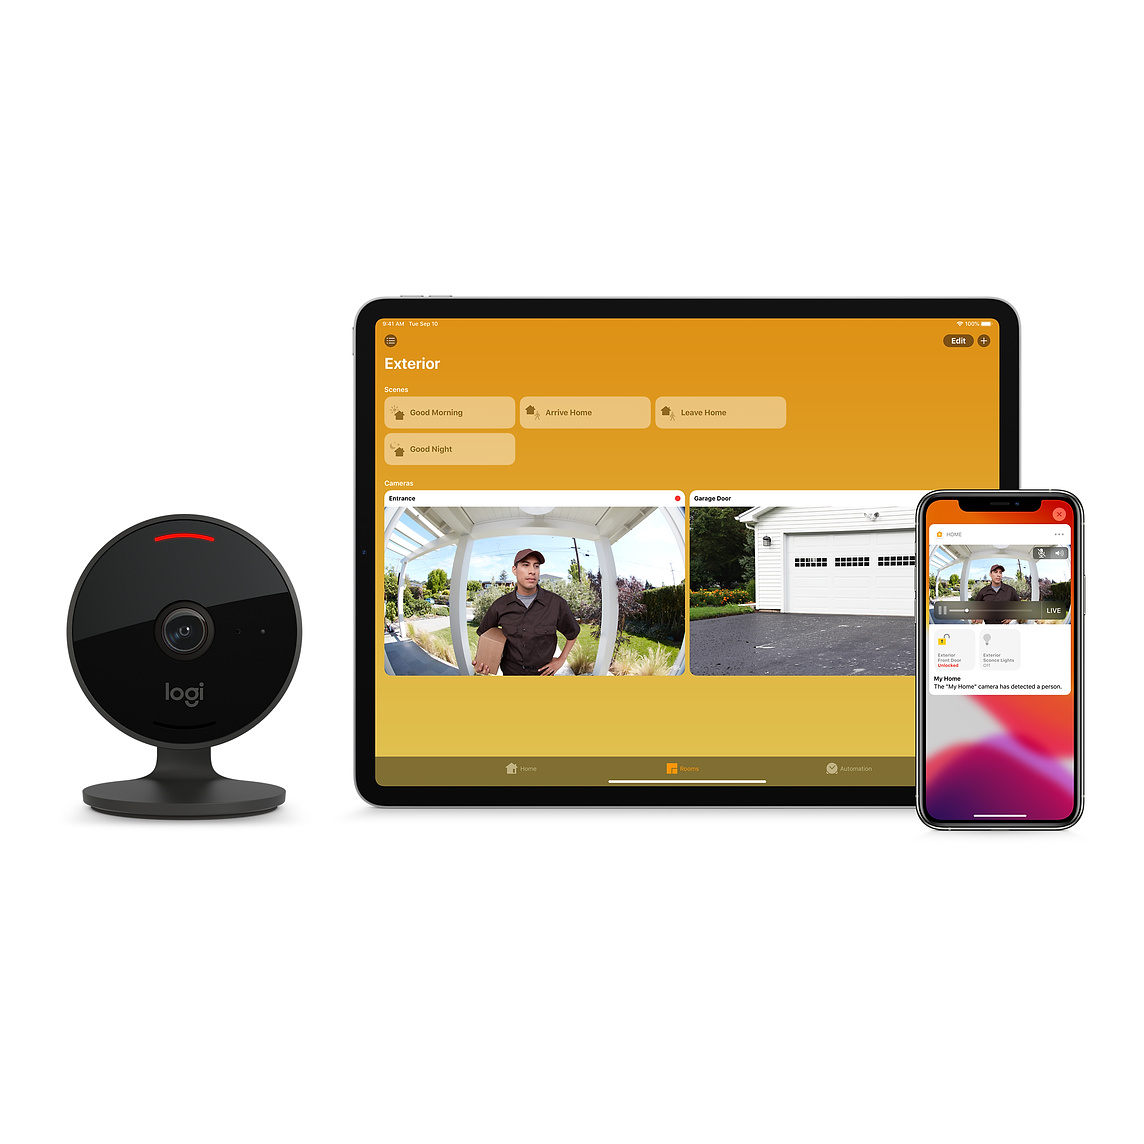 logi
9:41 AM Tue Sep 10
100%
Edit
Exterior
Scenes
Good Morning
Arrive Home
Leave Home
Good Night
Cameras
Entrance
Garage Door
Home
Rooms
Automation
HOME
LIVE
Exterior
Front Door
Unlocked
Exterior
Sconce Lights
Off
My Home
The "My Home" camera has detected a person.